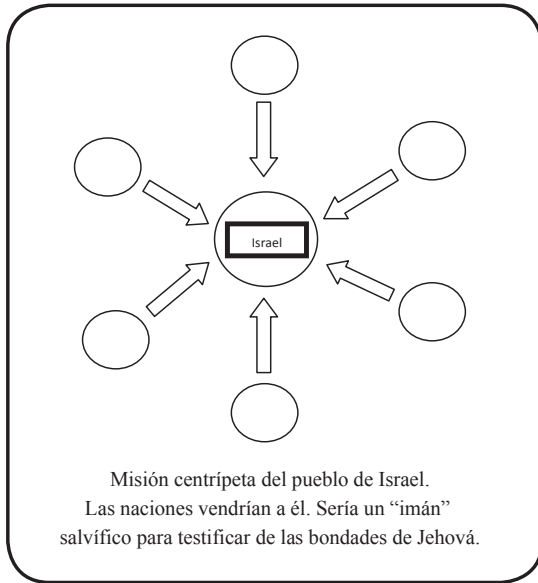 Israel
Misión centrípeta del pueblo de Israel.
Las naciones vendrían a él. Sería un “imán”
salvífico para testificar de las bondades de Jehová.